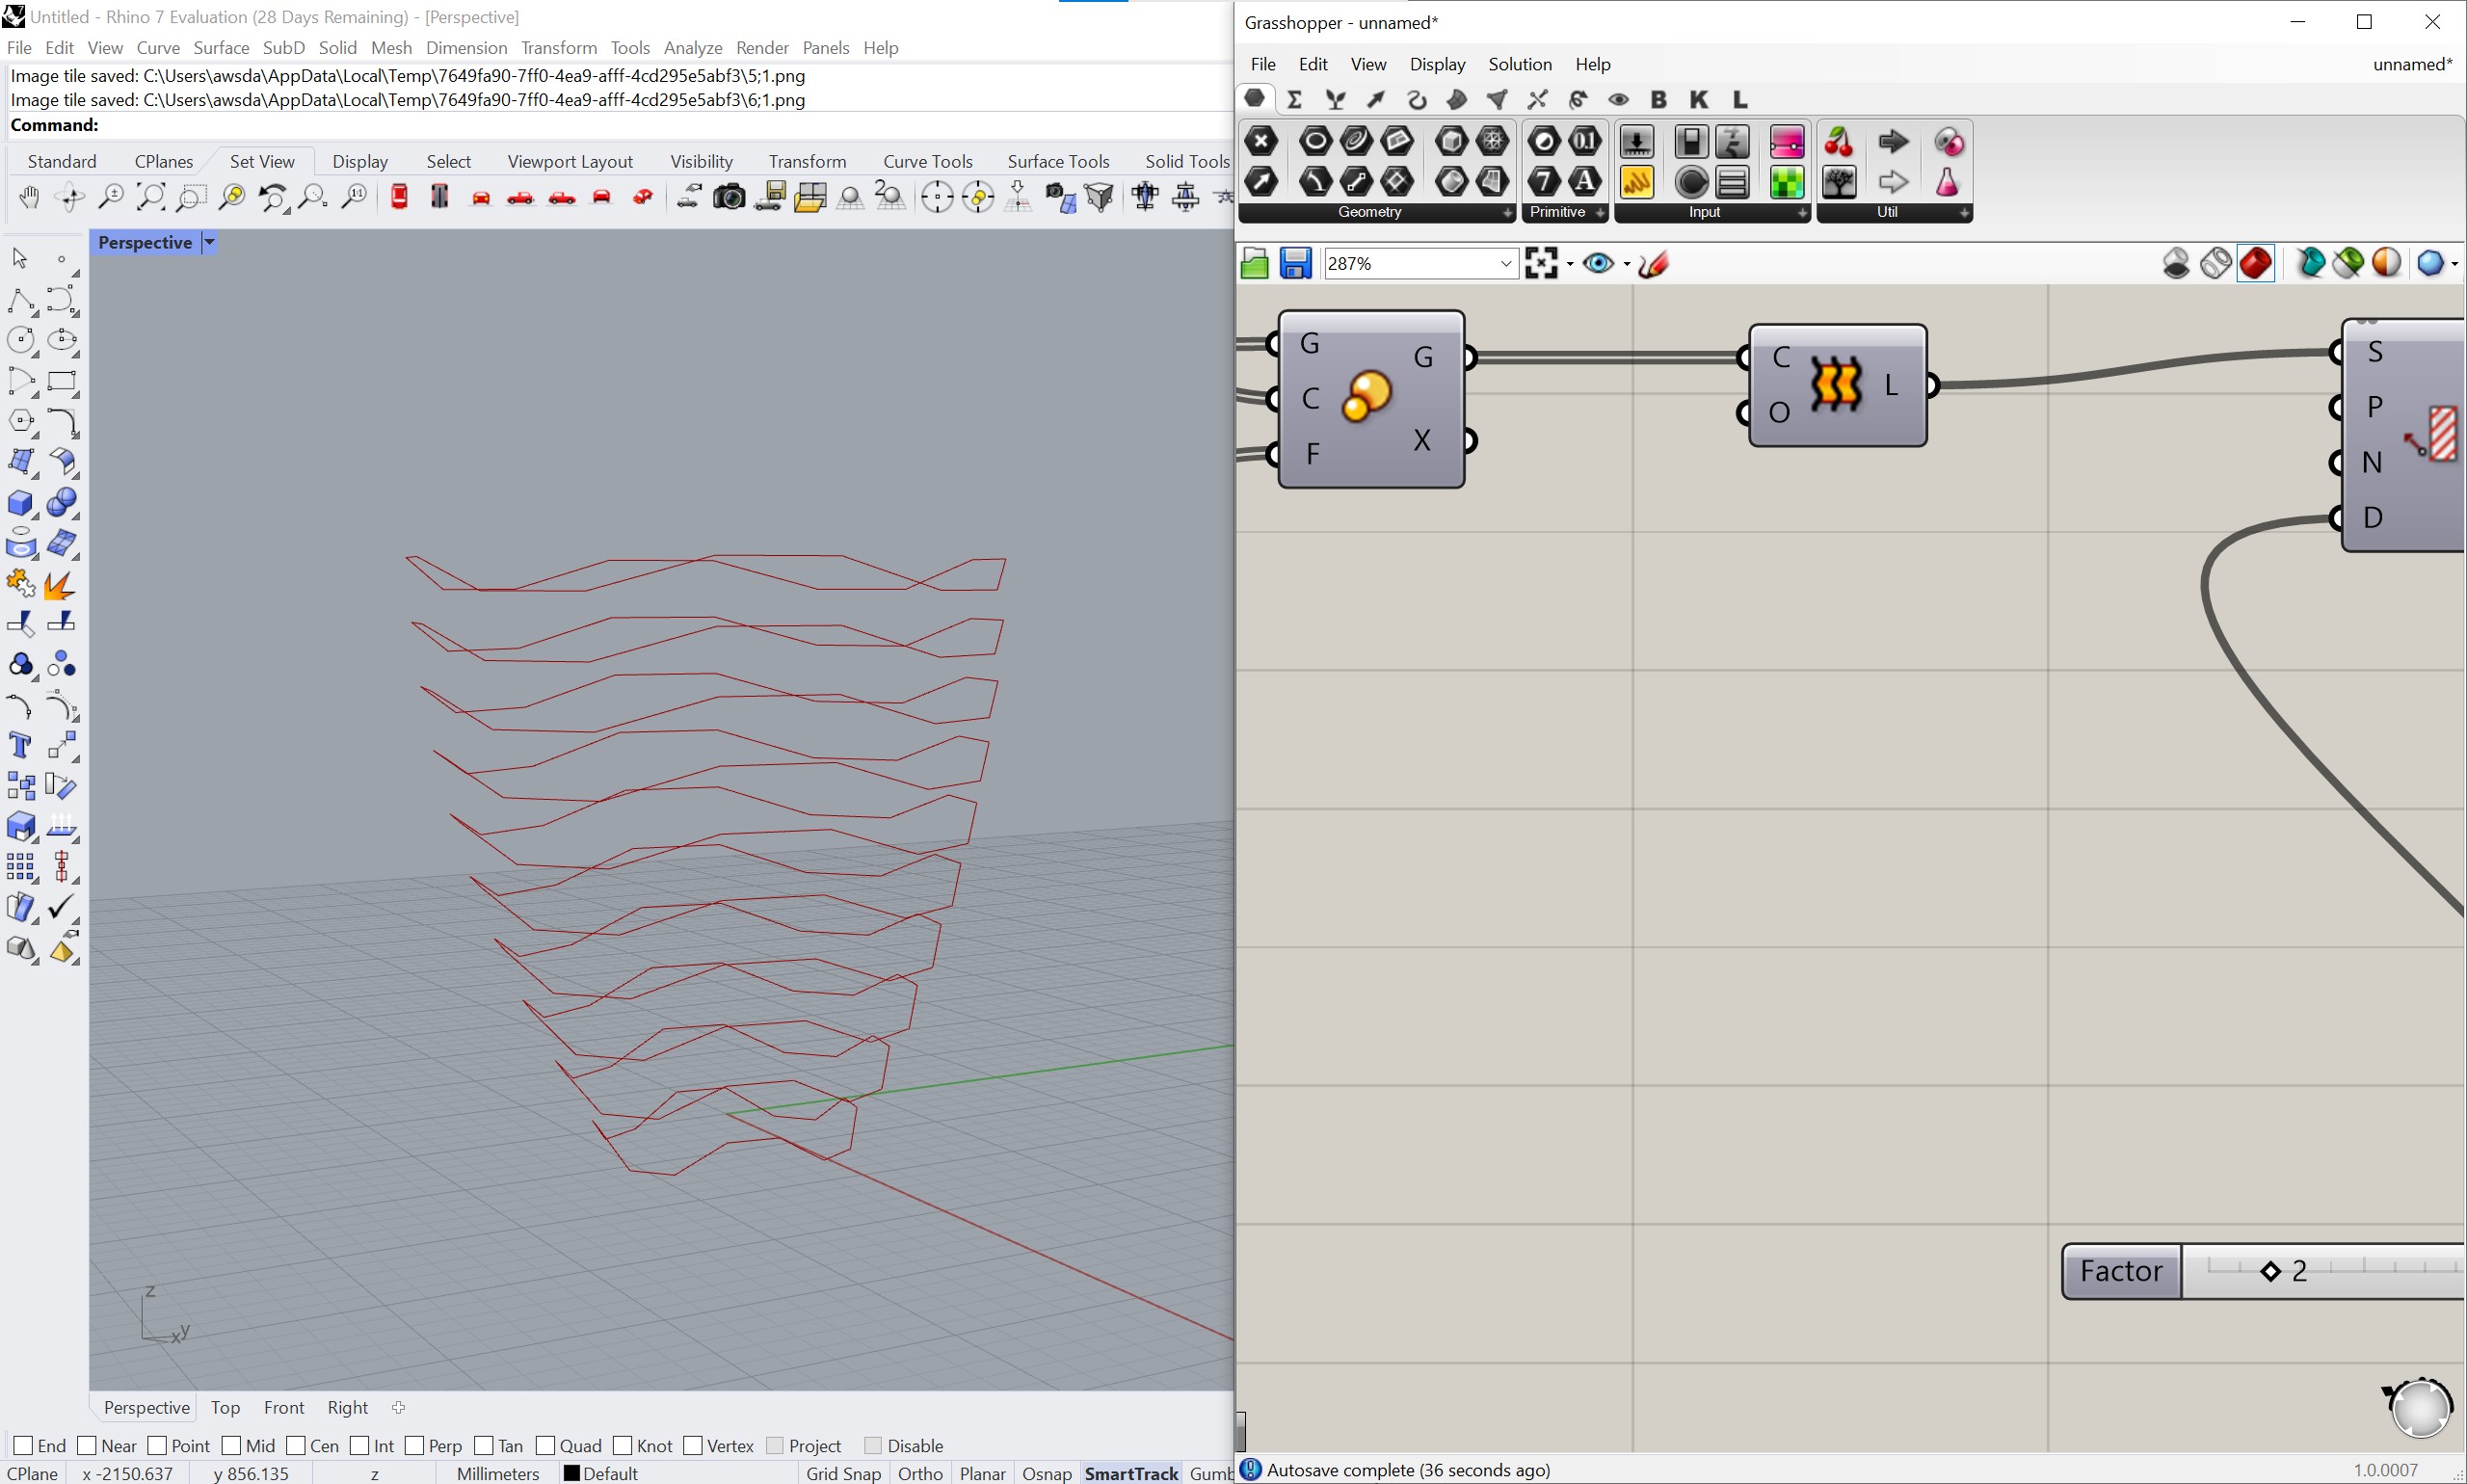 Untitled - Rhino 7 Evaluation (28 Days Remaining) - [Perspective]
File Edit View Curve Surface SubD Solid Mesh Dimension Transform Tools Analyze Render Panels Help
Image tile saved: C:\Users\awsda\AppData\Local\Temp\7649fa90-7ff0-4ea9-afff-4cd295e5abf3\5;1.png
Image tile saved: C:\Users\awsda\AppData\Local\Temp\7649fa90-7ff0-4ea9-afff-4cd295e5abf3\6;1.png
Command:
Standard CPlanes Set View Display Select Viewport Layout Visibility Transform Curve Tools Surface Tools Solid Tools
Perspective
z
x y
Perspective Top Front Right
End Near Point Mid Cen Int Perp Tan Quad Knot Vertex Project Disable
CPlane x -2150.637 y 856.135 z Millimeters Default Grid Snap Ortho Planar Osnap SmartTrack Gumb
Grasshopper - unnamed*
File Edit View Display Solution Help unnamed*
B K L
Geometry Primitive Input Util
287%
G
C
F
G
X
C
O
L
S
P
N
D
Factor 2
Autosave complete (36 seconds ago) 1.0.0007